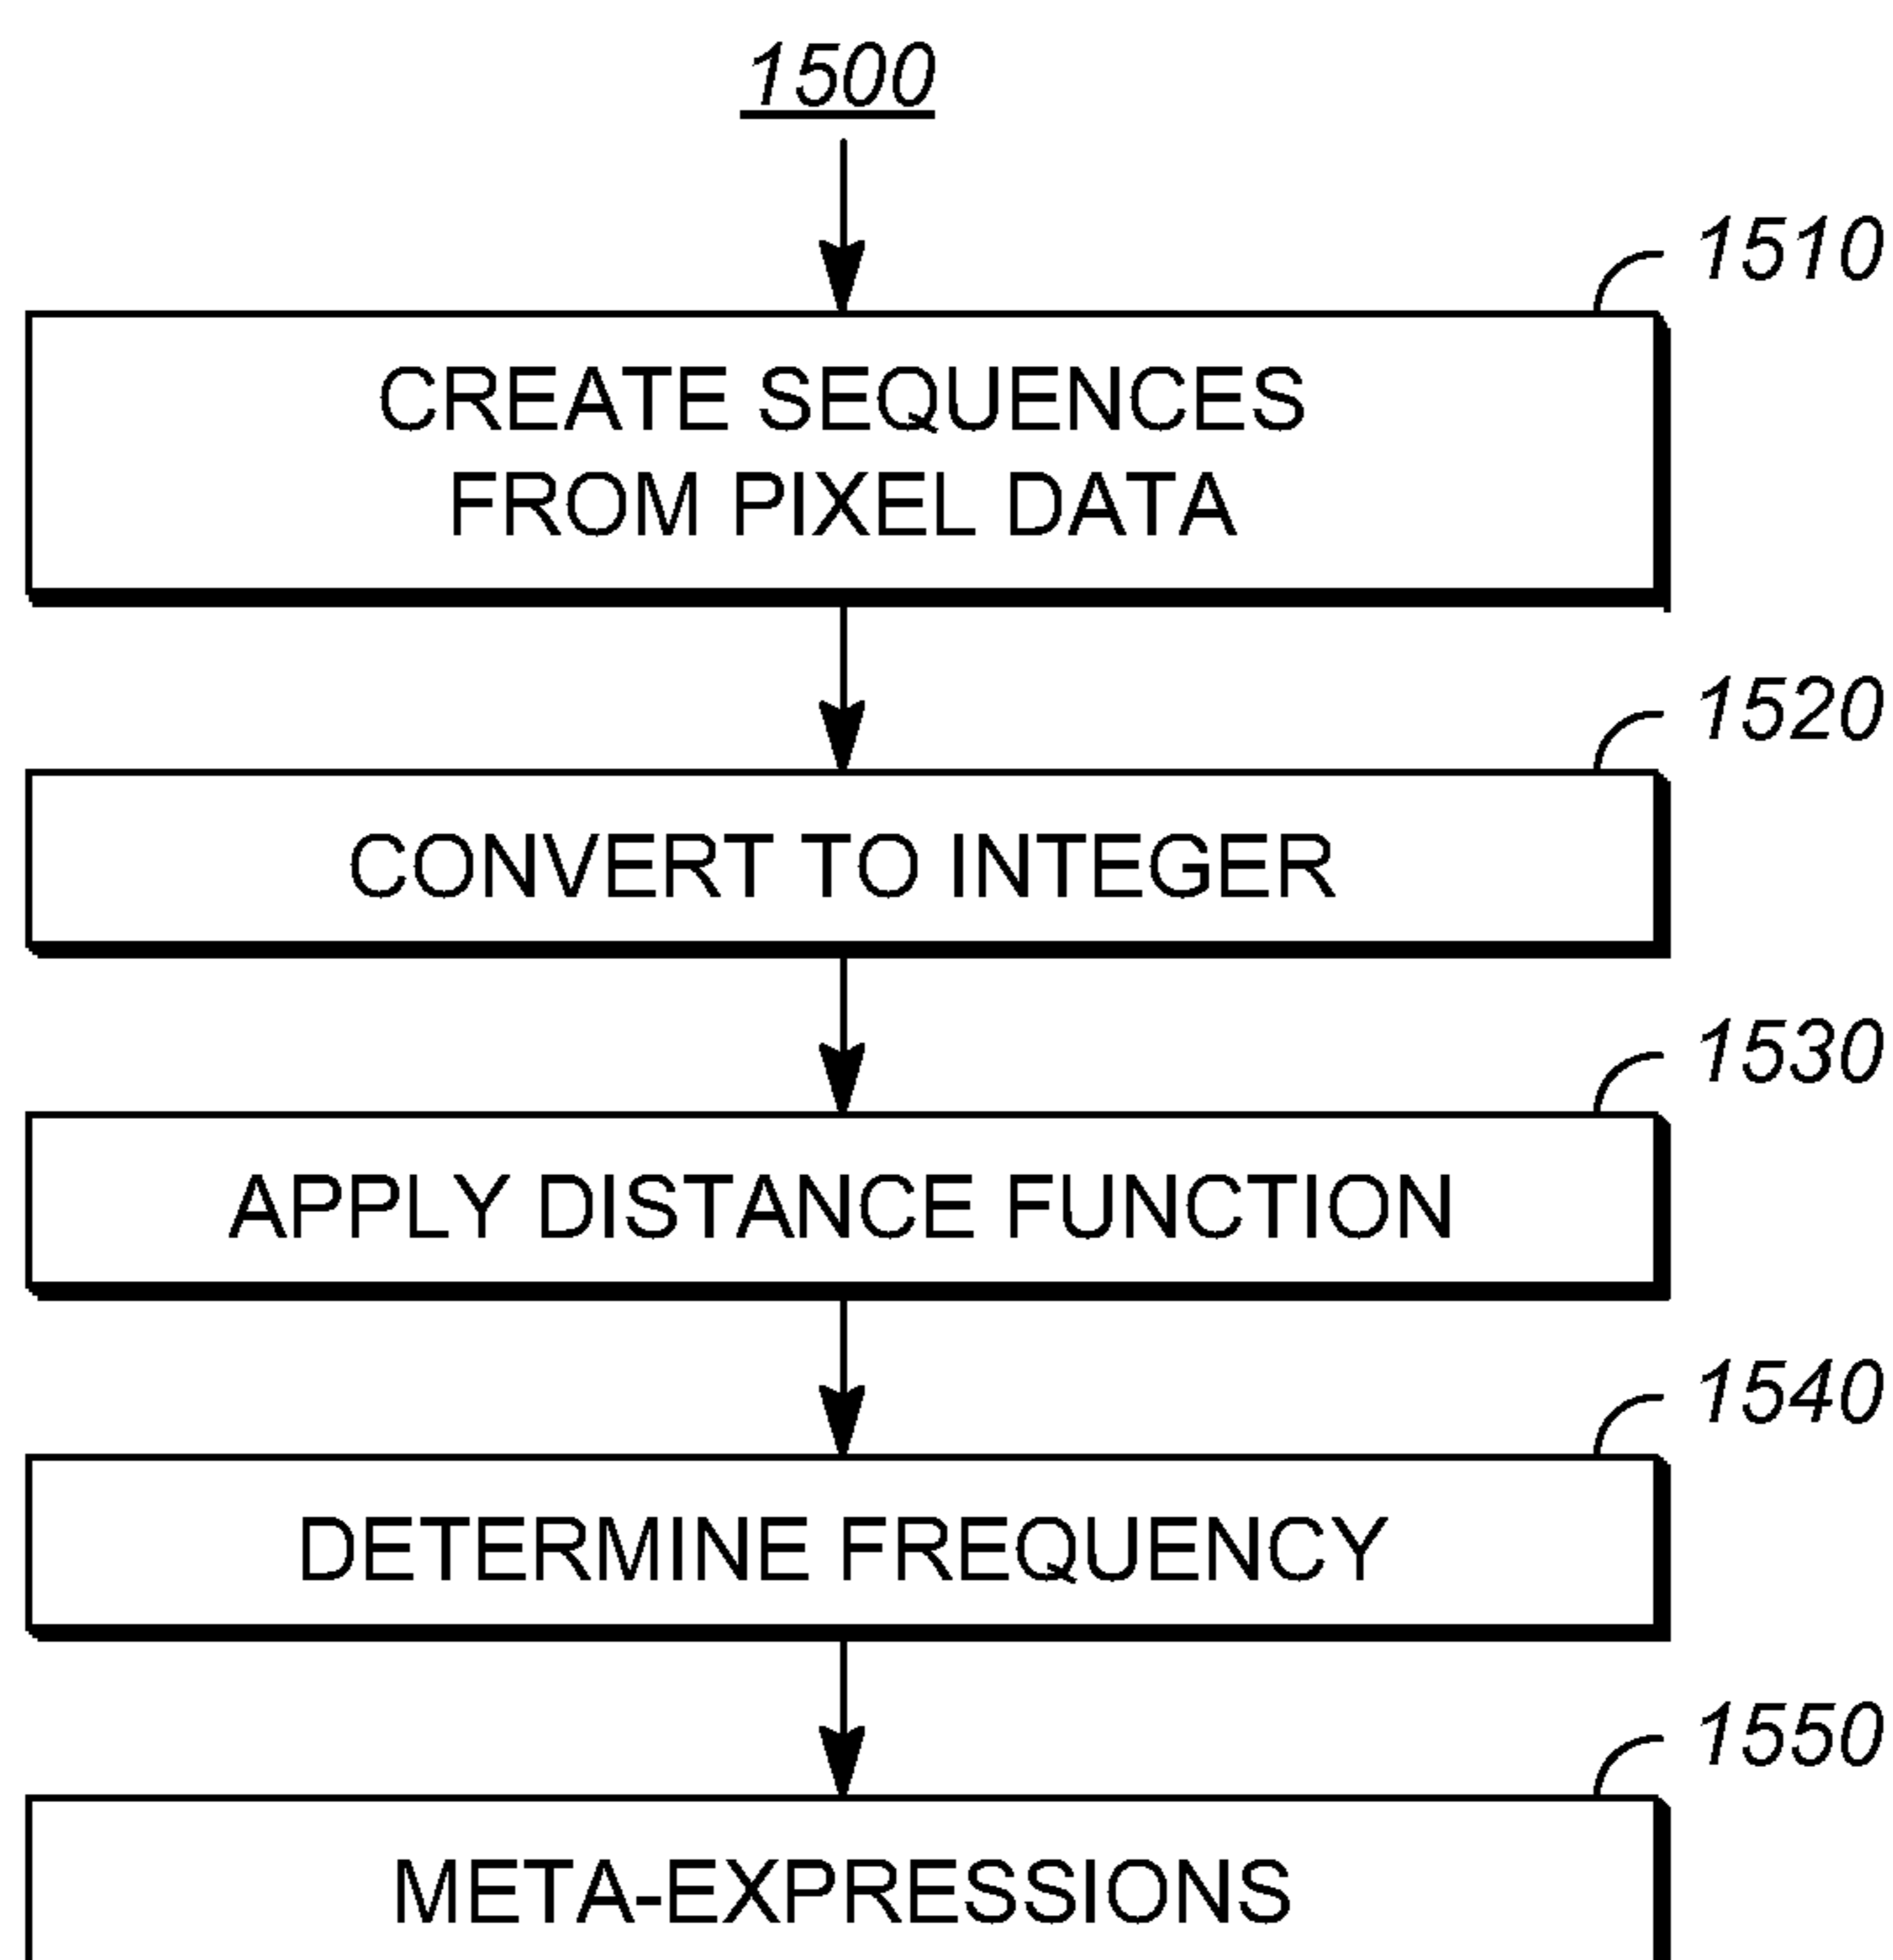 1500
1510
CREATE SEQUENCES
FROM PIXEL DATA
1520
CONVERT TO INTEGER
1530
APPLY DISTANCE FUNCTION
1540
DETERMINE FREQUENCY
1550
META-EXPRESSIONS